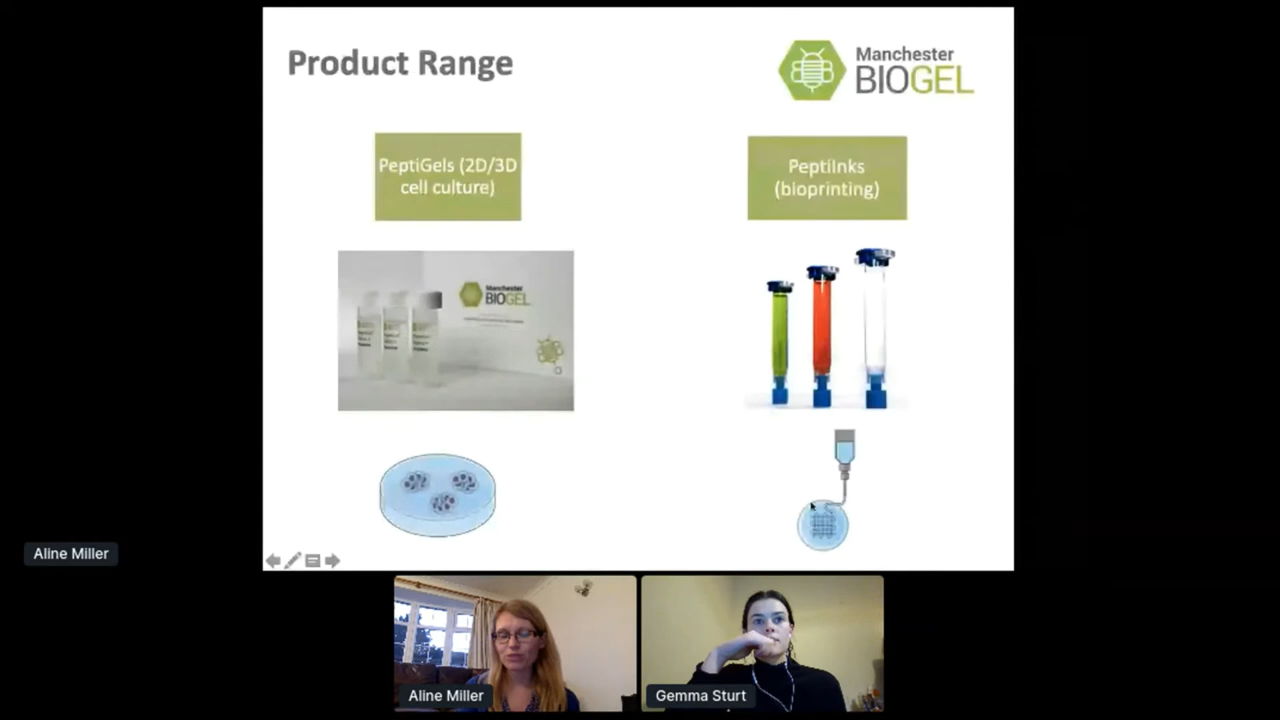 Product Range
Manchester
BIOGEL
PeptiGels (2D/3D
cell culture)
PeptiInks
(bioprinting)
Manchester
BIOGEL
Aline Miller
Aline Miller
Gemma Sturt